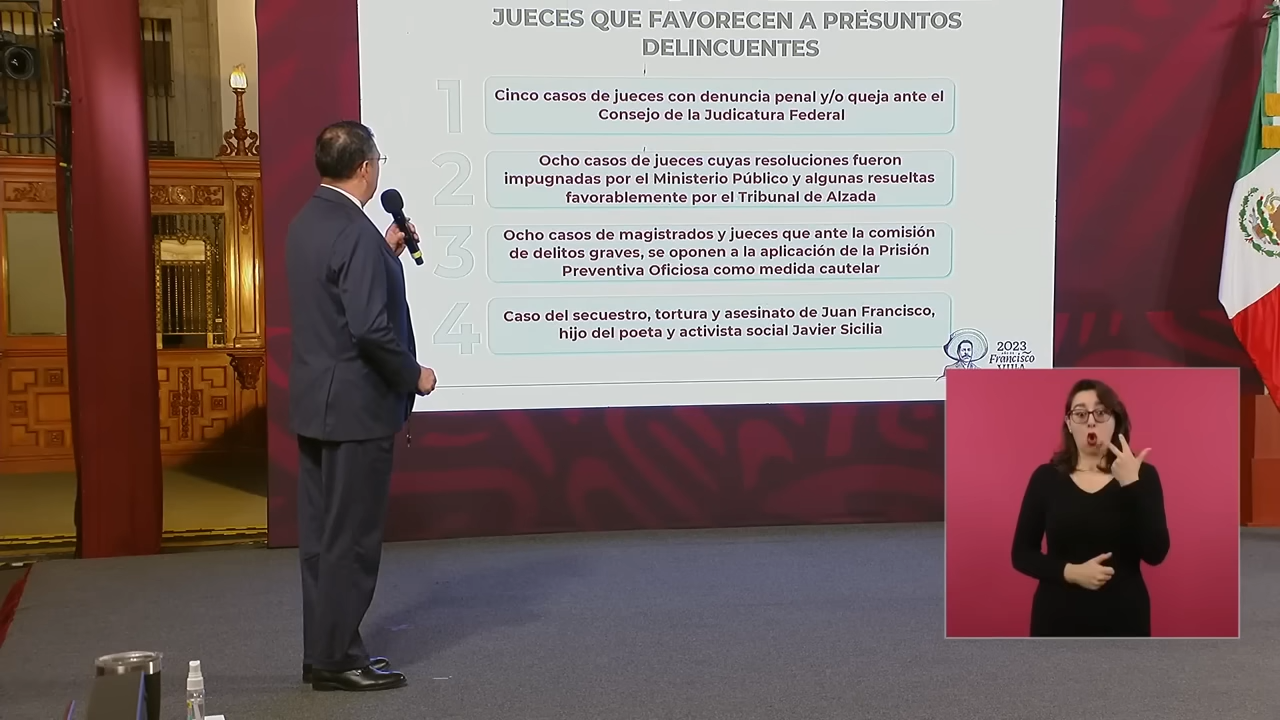 JUECES QUE FAVORECEN A PRESUNTOS
DELINCUENTES
1
Cinco casos de jueces con denuncia penal y/o queja ante el
Consejo de la Judicatura Federal
2
Ocho casos de jueces cuyas resoluciones fueron
impugnadas por el Ministerio Público y algunas resueltas
favorablemente por el Tribunal de Alzada
3
Ocho casos de magistrados y jueces que ante la comisión
de delitos graves, se oponen a la aplicación de la Prisión
Preventiva Oficiosa como medida cautelar
4
Caso del secuestro, tortura y asesinato de Juan Francisco,
hijo del poeta y activista social Javier Sicilia
2023
Francisco